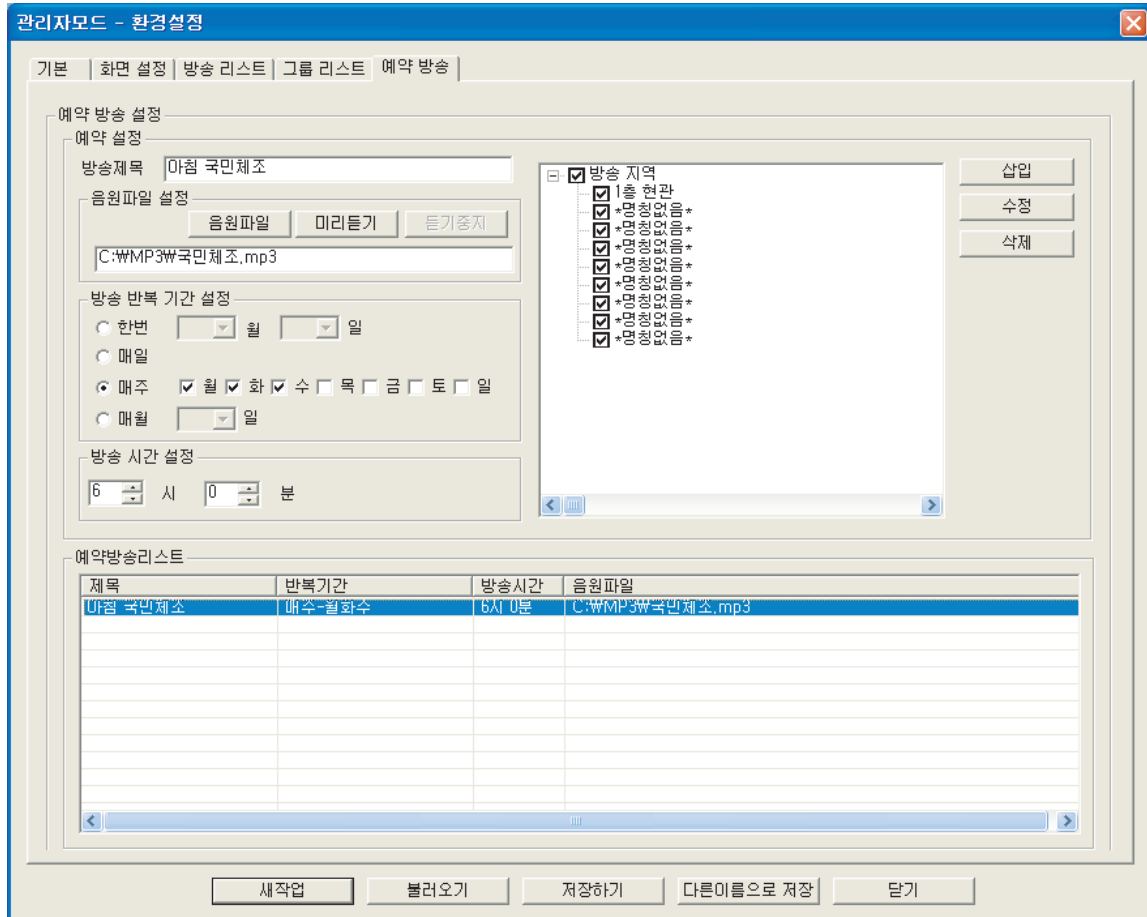 관리자모드 - 환경설정
기본 화면 설정 방송 리스트 그룹 리스트 예약 방송
예약 방송 설정
예약 설정
방송제목 아침 국민체조
음원파일 설정
음원파일 미리듣기 듣기중지
C:₩MP3₩국민체조.mp3
방송 반복 기간 설정
한번 월 일
매일
매주 월 화 수 목 금 토 일
매월 일
방송 시간 설정
6 시 0 분
방송 지역
1층 현관
*명칭없음*
*명칭없음*
*명칭없음*
*명칭없음*
*명칭없음*
*명칭없음*
*명칭없음*
*명칭없음*
삽입
수정
삭제
예약방송리스트
제목 반복기간 방송시간 음원파일
아침 국민체조 매주-월화수 6시 0분 C:₩MP3₩국민체조.mp3
새작업 불러오기 저장하기 다른이름으로 저장 닫기